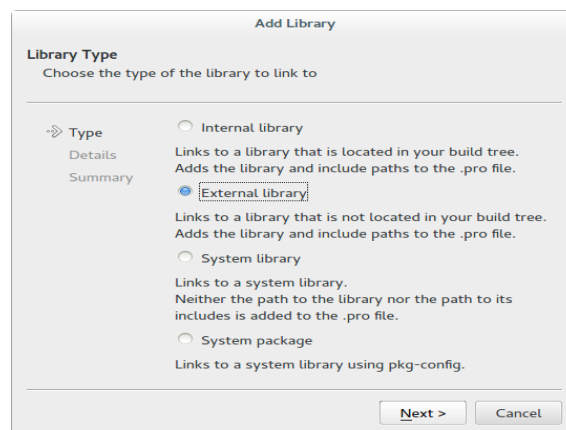 Add Library
Library Type
Choose the type of the library to link to
Type
Details
Summary
Internal library
Links to a library that is located in your build tree.
Adds the library and include paths to the .pro file.
External library
Links to a library that is not located in your build tree.
Adds the library and include paths to the .pro file.
System library
Links to a system library.
Neither the path to the library nor the path to its
includes is added to the .pro file.
System package
Links to a system library using pkg-config.
Next >
Cancel